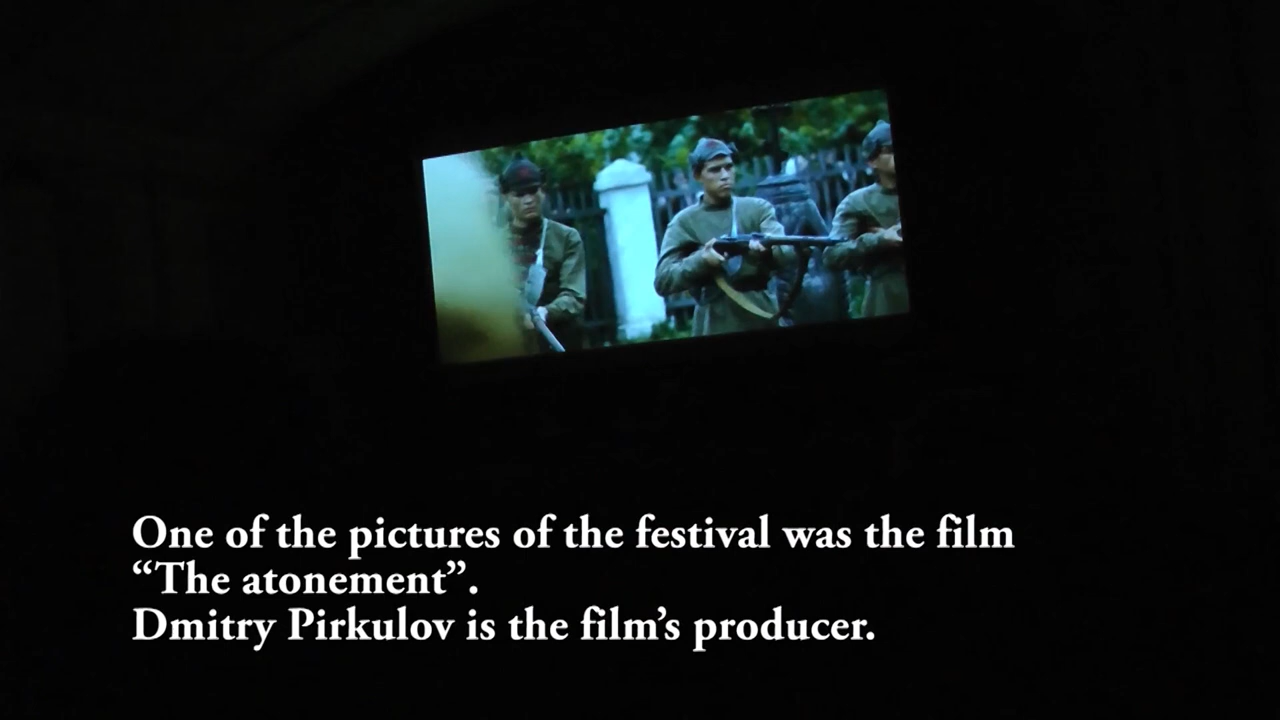 One of the pictures of the festival was the film
“The atonement”.
Dmitry Pirkulov is the film’s producer.